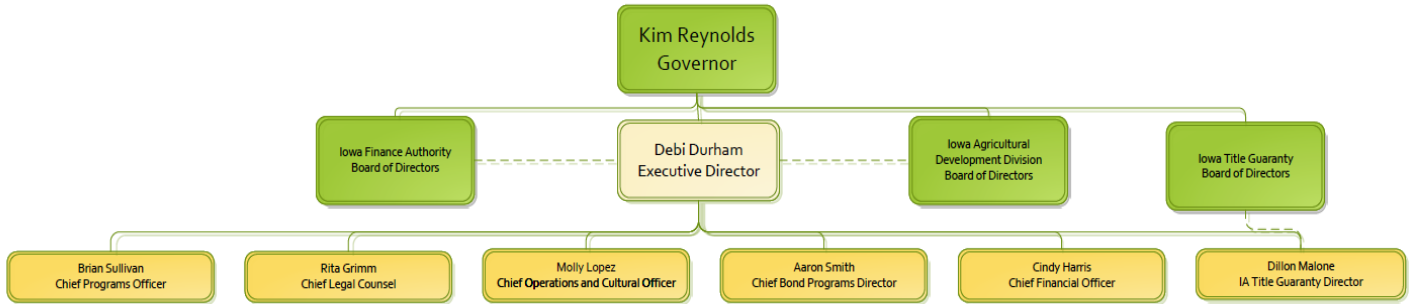 Kim Reynolds
Governor
Iowa Finance Authority
Board of Directors
Debi Durham
Executive Director
Iowa Agricultural
Development Division
Board of Directors
Iowa Title Guaranty
Board of Directors
Brian Sullivan
Chief Programs Officer
Rita Grimm
Chief Legal Counsel
Molly Lopez
Chief Operations and Cultural Officer
Aaron Smith
Chief Bond Programs Director
Cindy Harris
Chief Financial Officer
Dillon Malone
IA Title Guaranty Director